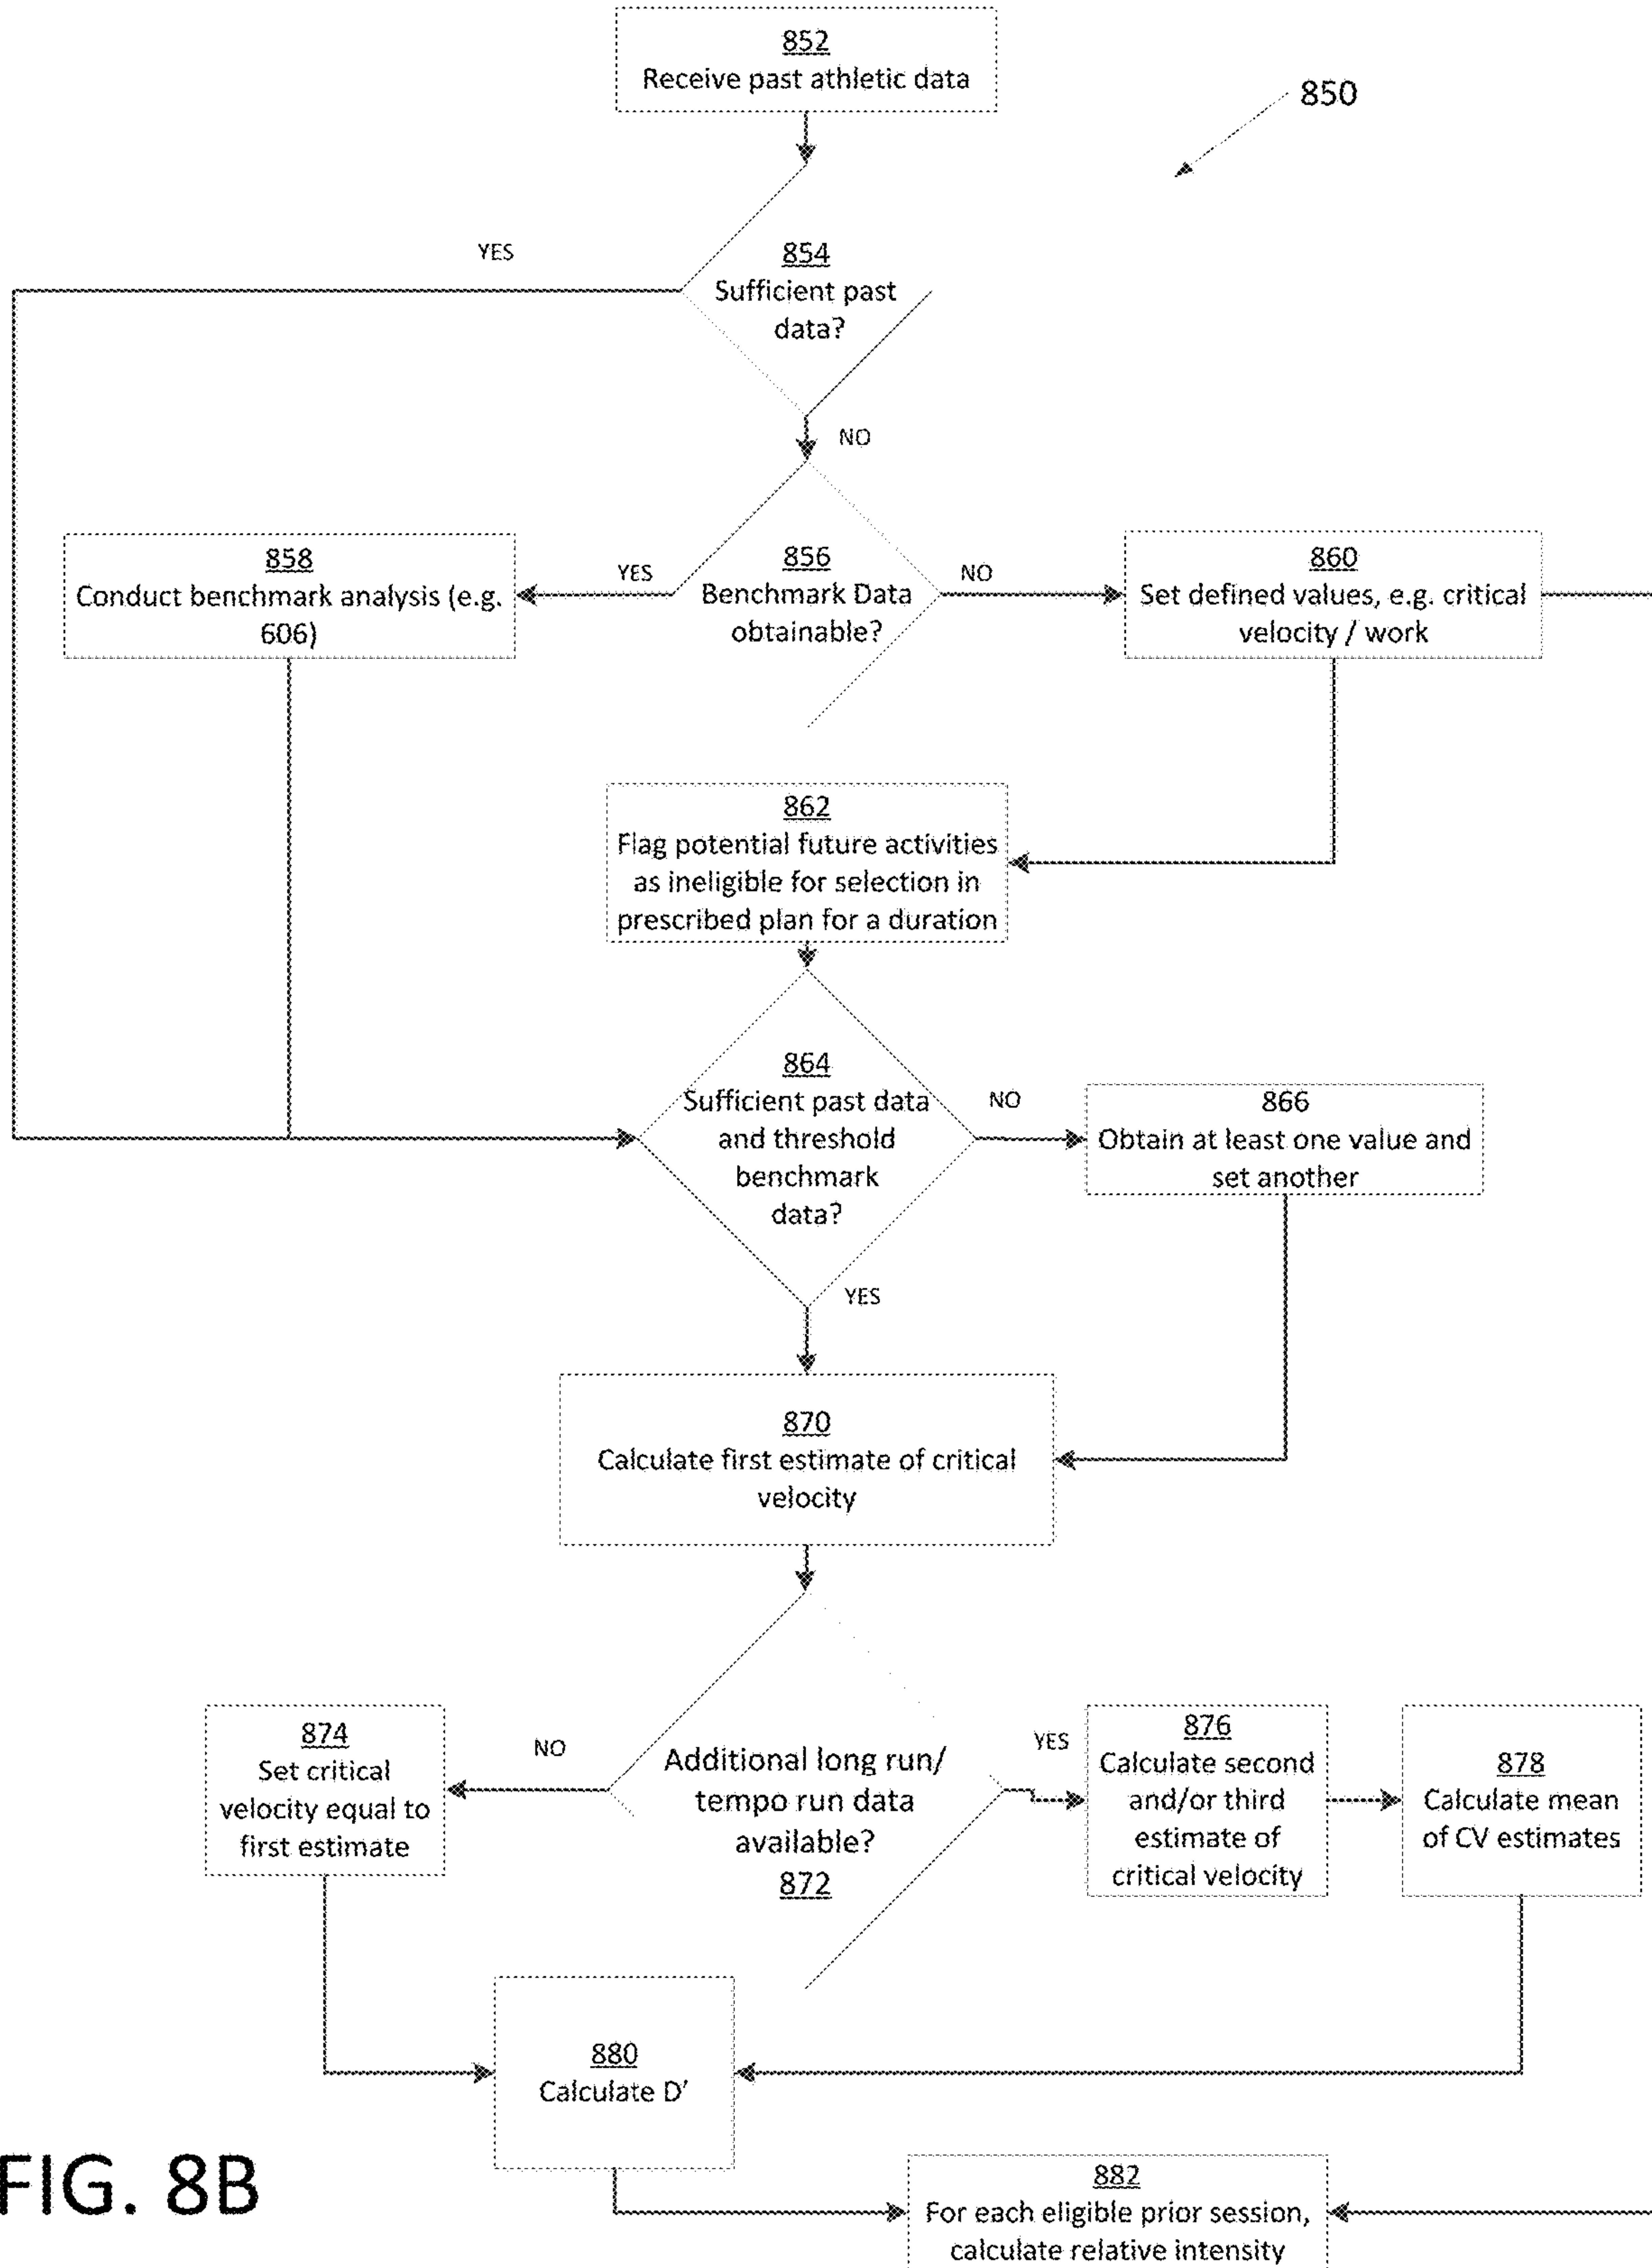 852
Receive past athletic data
850
YES
854
Sufficient past
data?
NO
858
Conduct benchmark analysis (e.g.
606)
YES
856
Benchmark Data
obtainable?
NO
860
Set defined values, e.g. critical
velocity / work
862
Flag potential future activities
as ineligible for selection in
prescribed plan for a duration
864
Sufficient past data
and threshold
benchmark
data?
NO
866
Obtain at least one value and
set another
YES
870
Calculate first estimate of critical
velocity
874
Set critical
velocity equal to
first estimate
NO
Additional long run/
tempo run data
available?
872
YES
876
Calculate second
and/or third
estimate of
critical velocity
878
Calculate mean
of CV estimates
880
Calculate D'
FIG. 8B
882
For each eligible prior session,
calculate relative intensity